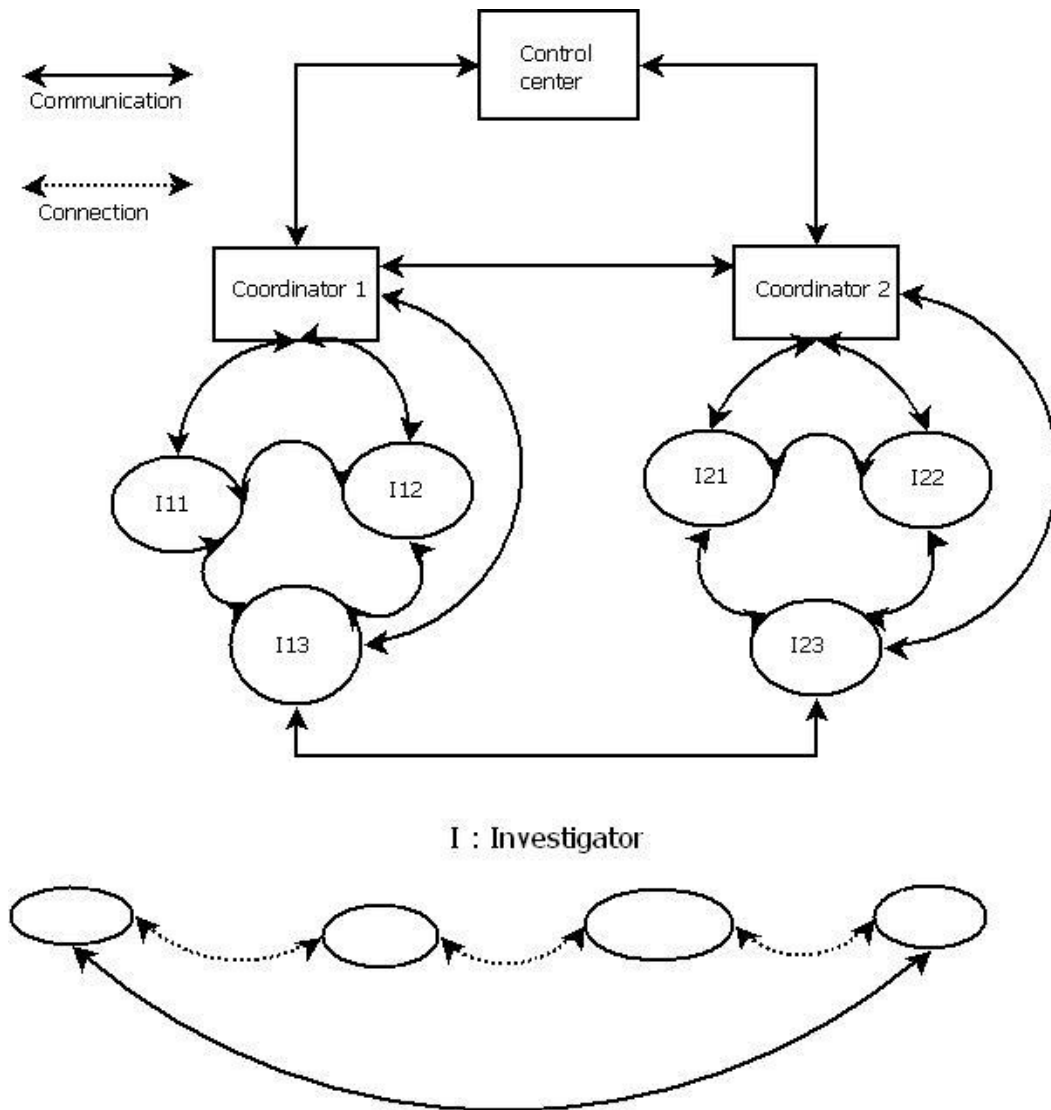 Control
center
Communication
Connection
Coordinator 1
Coordinator 2
I11
I12
I21
I22
I13
I23
I : Investigator